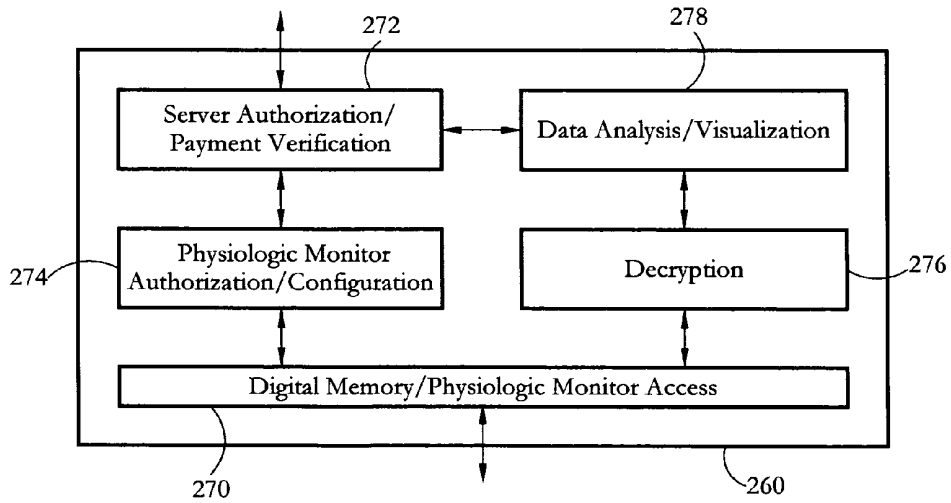 272
278
Server Authorization/
Payment Verification
Data Analysis/Visualization
274
Physiologic Monitor
Authorization/Configuration
Decryption
276
Digital Memory/Physiologic Monitor Access
270
260